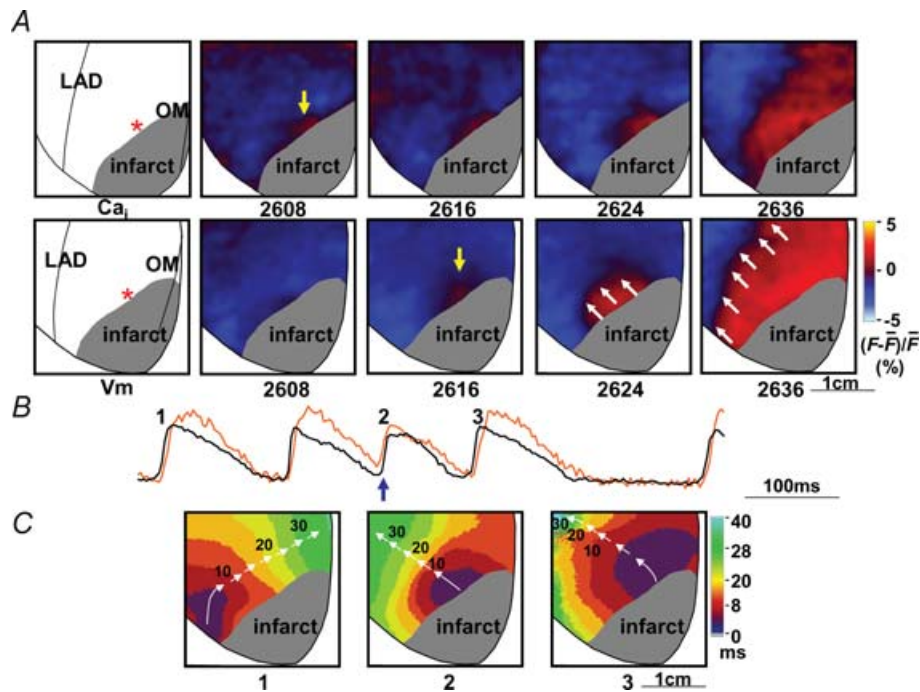 A
LAD
OM
*
infarct
infarct
infarct
infarct
infarct
Ca_i 2608 2616 2624 2636
LAD
OM
*
infarct
infarct
infarct
infarct
infarct
5
0
-5
(F-F̅)/F̅
(%)
Vm 2608 2616 2624 2636
1cm
B
1 2 3
100ms
C
10 20 30
10 20 30
10 20 30
infarct
infarct
infarct
40
28
20
8
0
ms
1 2 3 1cm